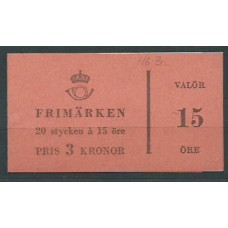 FRIMÄRKEN
20 stycken à 15 öre
PRIS 3 KRONOR
VALÖR
15
ÖRE